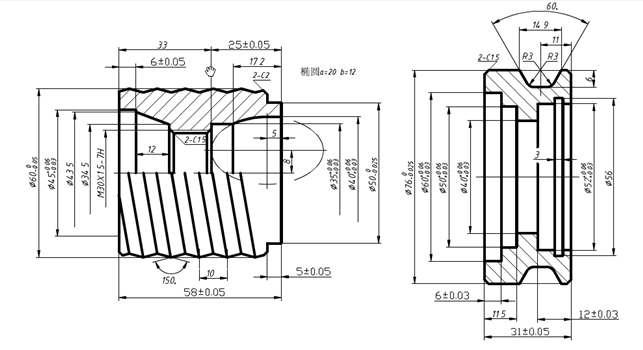 33
25±0.05
6±0.05
17.2
2-C2
椭圆a=20 b=12
Ø60
Ø45
Ø43.5
Ø34.5
M30X1.5-7H
12
2-C1.5
5
8
Ø35
Ø40
Ø50
150.
10
5±0.05
58±0.05
60.
14.9
11
2-C1.5
R3
R3
6
Ø76
Ø60
Ø50
Ø40
3
Ø52
Ø56
6±0.03
11.5
12±0.03
31±0.05